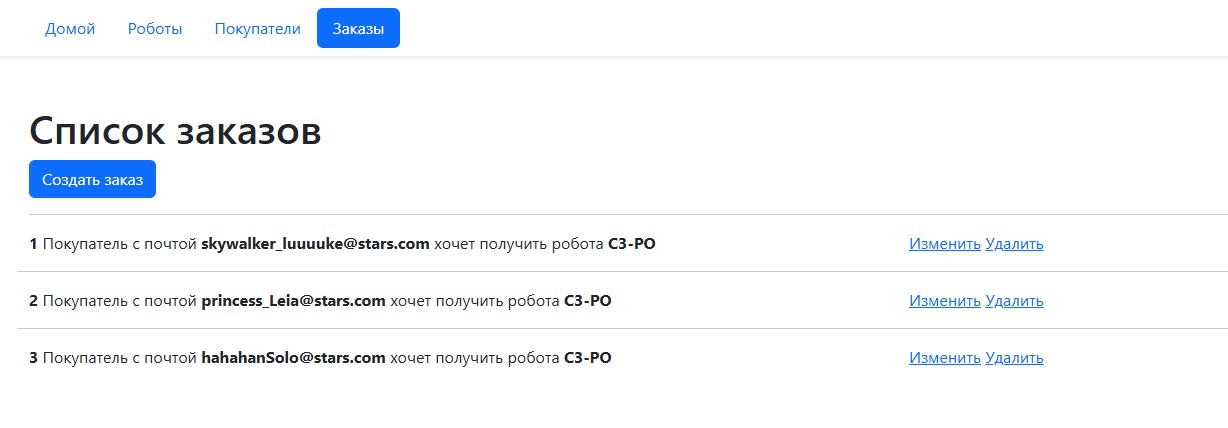 Домой Роботы Покупатели Заказы
Список заказов
Создать заказ
1 Покупатель с почтой skywalker_luuuuke@stars.com хочет получить робота C3-PO Изменить Удалить
2 Покупатель с почтой princess_Leia@stars.com хочет получить робота C3-PO Изменить Удалить
3 Покупатель с почтой hahahanSolo@stars.com хочет получить робота C3-PO Изменить Удалить